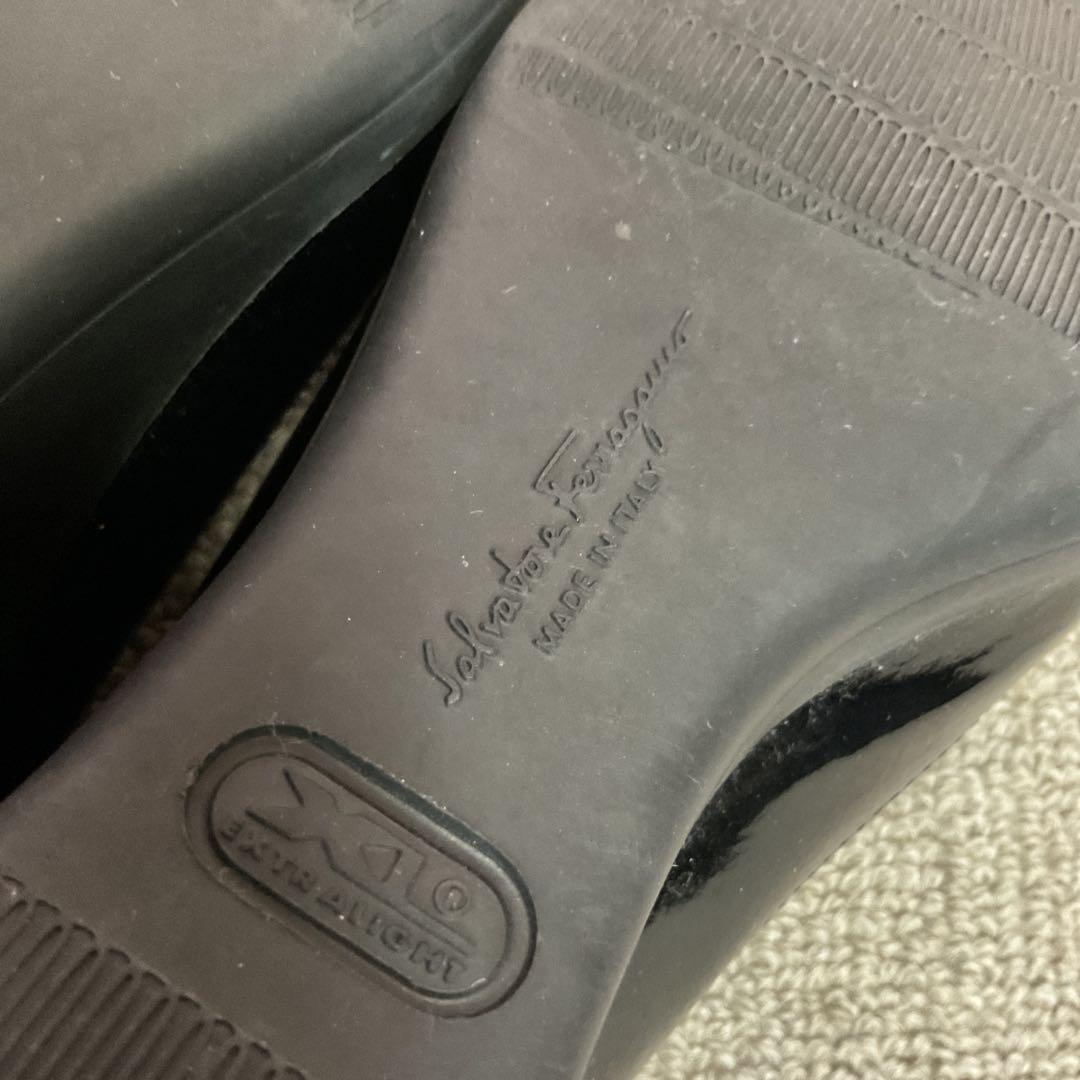 Salvatore Ferragamo
MADE IN ITALY
XL
EXTRALIGHT